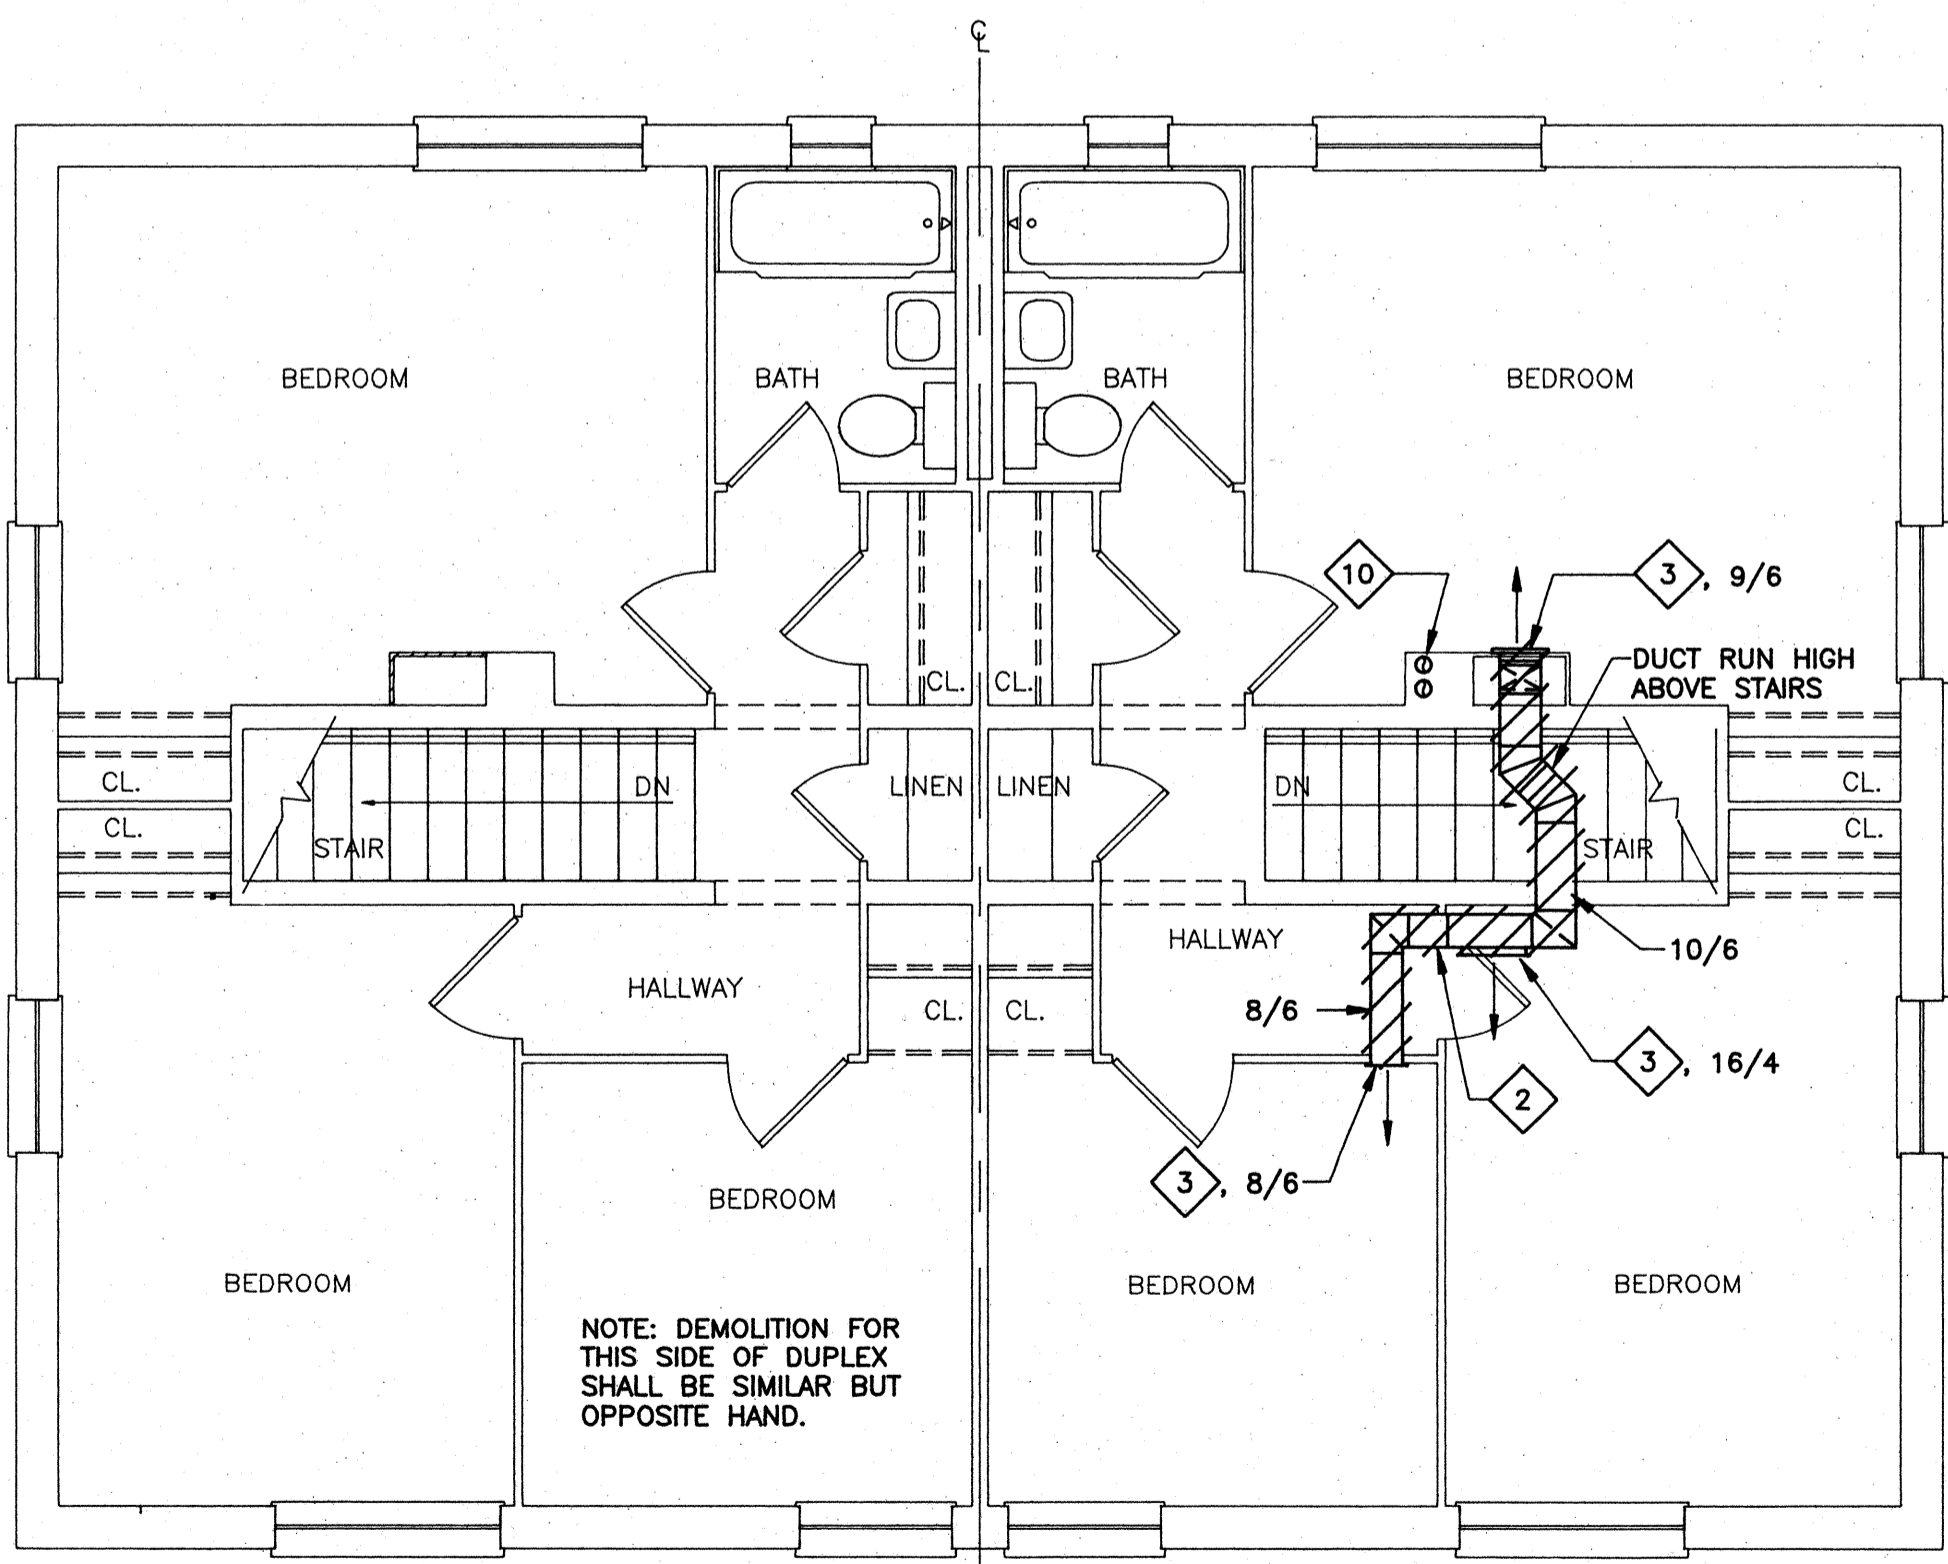 ℄
BEDROOM
BATH
BATH
BEDROOM
10
3, 9/6
DUCT RUN HIGH
ABOVE STAIRS
CL.
CL.
CL.
DN
LINEN
LINEN
DN
CL.
CL.
CL.
STAIR
STAIR
HALLWAY
10/6
HALLWAY
CL.
CL.
8/6
3, 16/4
2
3, 8/6
BEDROOM
BEDROOM
BEDROOM
BEDROOM
NOTE: DEMOLITION FOR
THIS SIDE OF DUPLEX
SHALL BE SIMILAR BUT
OPPOSITE HAND.